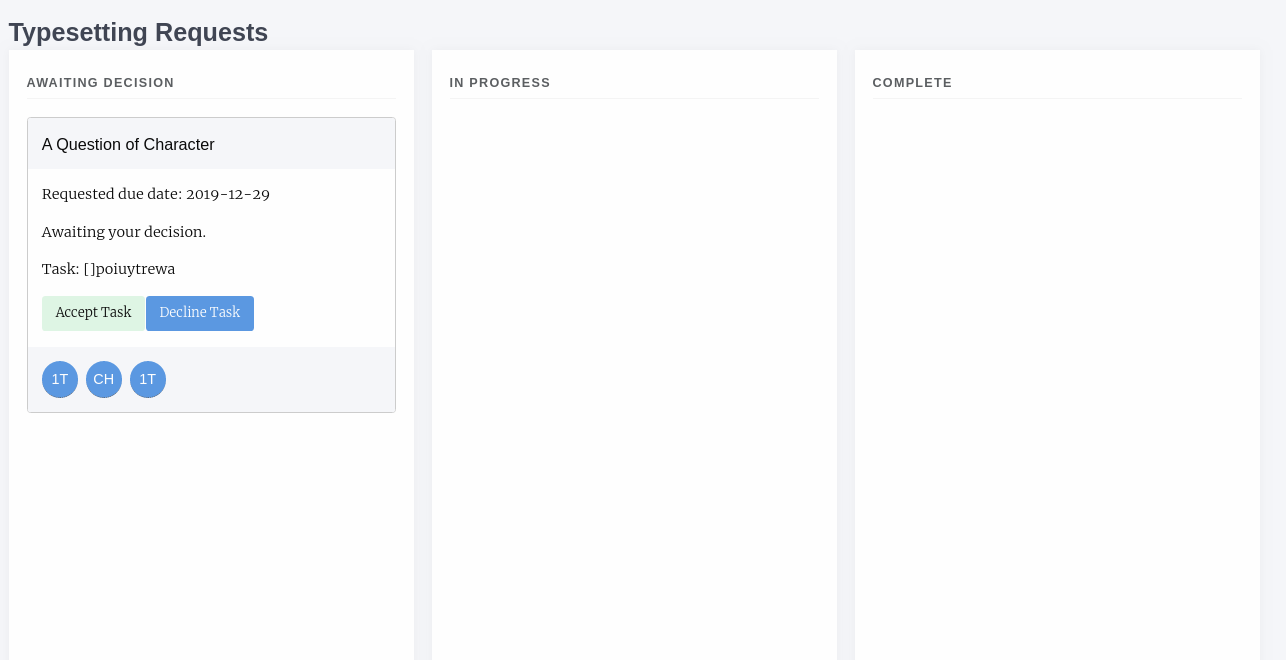 Typesetting Requests
AWAITING DECISION
A Question of Character
Requested due date: 2019-12-29
Awaiting your decision.
Task: []poiuytrewa
Accept Task Decline Task
1T CH 1T
IN PROGRESS
COMPLETE